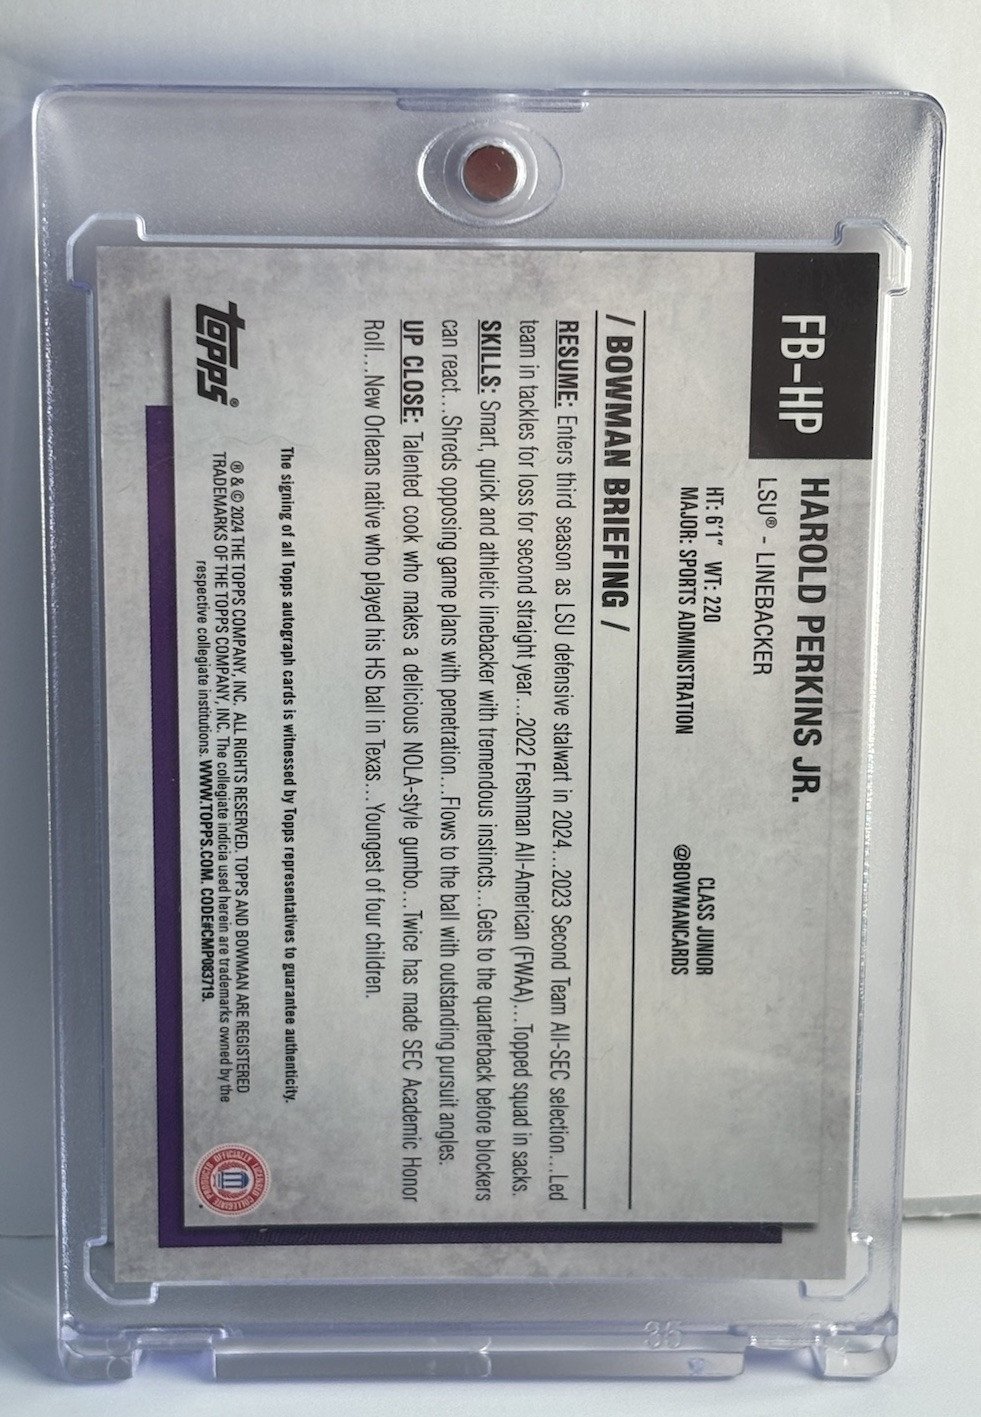 FB-HP
HAROLD PERKINS JR.
LSU® - LINEBACKER
HT: 6'1" WT: 220
MAJOR: SPORTS ADMINISTRATION
CLASS JUNIOR
@BOWMANCARDS
/ BOWMAN BRIEFING /
RESUME: Enters third season as LSU defensive stalwart in 2024...2023 Second Team All-SEC selection...Led
team in tackles for loss for second straight year...2022 Freshman All-American (FWAA)...Topped squad in sacks.
SKILLS: Smart, quick and athletic linebacker with tremendous instincts...Gets to the quarterback before blockers
can react...Shreds opposing game plans with penetration...Flows to the ball with outstanding pursuit angles.
UP CLOSE: Talented cook who makes a delicious NOLA-style gumbo...Twice has made SEC Academic Honor
Roll...New Orleans native who played his HS ball in Texas...Youngest of four children.
The signing of all Topps autograph cards is witnessed by Topps representatives to guarantee authenticity.
topps®
® & © 2024 THE TOPPS COMPANY, INC. ALL RIGHTS RESERVED. TOPPS AND BOWMAN ARE REGISTERED
TRADEMARKS OF THE TOPPS COMPANY, INC. The collegiate indicia used herein are trademarks owned by the
respective collegiate institutions. WWW.TOPPS.COM. CODE#CMP083719.
OFFICIALLY LICENSED COLLEGIATE PRODUCTS
35